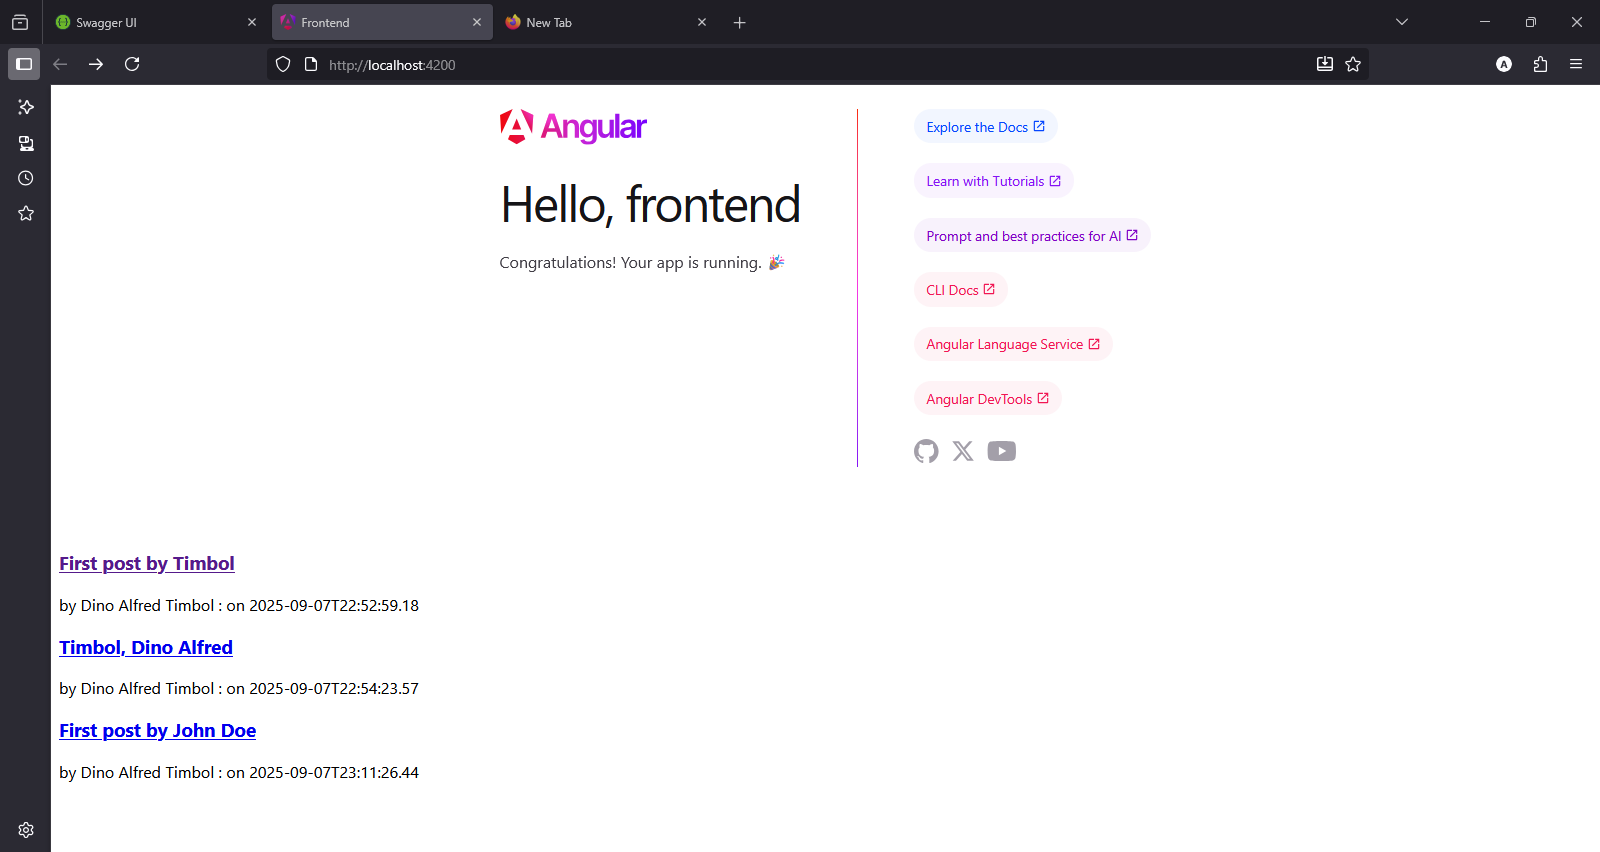 Swagger UI
Frontend
New Tab
http://localhost:4200
A
Angular
Hello, frontend
Congratulations! Your app is running. 🎉
Explore the Docs
Learn with Tutorials
Prompt and best practices for AI
CLI Docs
Angular Language Service
Angular DevTools
First post by Timbol
by Dino Alfred Timbol : on 2025-09-07T22:52:59.18
Timbol, Dino Alfred
by Dino Alfred Timbol : on 2025-09-07T22:54:23.57
First post by John Doe
by Dino Alfred Timbol : on 2025-09-07T23:11:26.44